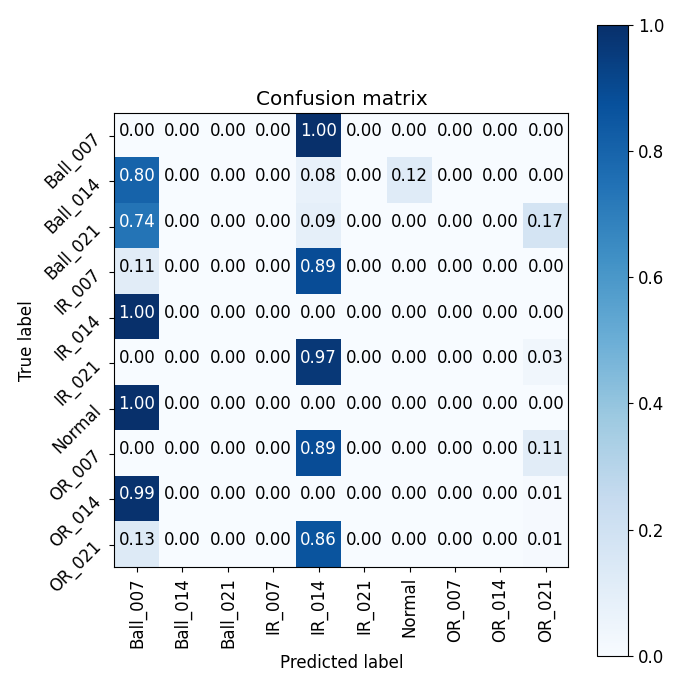 Confusion matrix
Ball_007 0.00 0.00 0.00 0.00 1.00 0.00 0.00 0.00 0.00 0.00
Ball_014 0.80 0.00 0.00 0.00 0.08 0.00 0.12 0.00 0.00 0.00
Ball_021 0.74 0.00 0.00 0.00 0.09 0.00 0.00 0.00 0.00 0.17
IR_007 0.11 0.00 0.00 0.00 0.89 0.00 0.00 0.00 0.00 0.00
IR_014 1.00 0.00 0.00 0.00 0.00 0.00 0.00 0.00 0.00 0.00
IR_021 0.00 0.00 0.00 0.00 0.97 0.00 0.00 0.00 0.00 0.03
Normal 1.00 0.00 0.00 0.00 0.00 0.00 0.00 0.00 0.00 0.00
OR_007 0.00 0.00 0.00 0.00 0.89 0.00 0.00 0.00 0.00 0.11
OR_014 0.99 0.00 0.00 0.00 0.00 0.00 0.00 0.00 0.00 0.01
OR_021 0.13 0.00 0.00 0.00 0.86 0.00 0.00 0.00 0.00 0.01
Ball_007 Ball_014 Ball_021 IR_007 IR_014 IR_021 Normal OR_007 OR_014 OR_021
True label
Predicted label
1.0
0.8
0.6
0.4
0.2
0.0